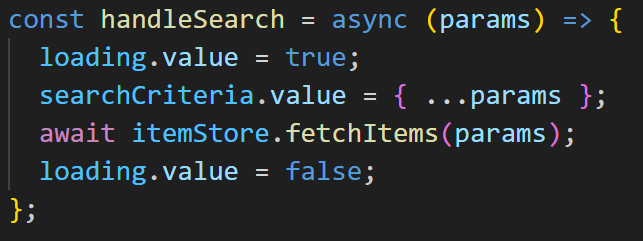 const handleSearch = async (params) => {
  loading.value = true;
  searchCriteria.value = { ...params };
  await itemStore.fetchItems(params);
  loading.value = false;
};